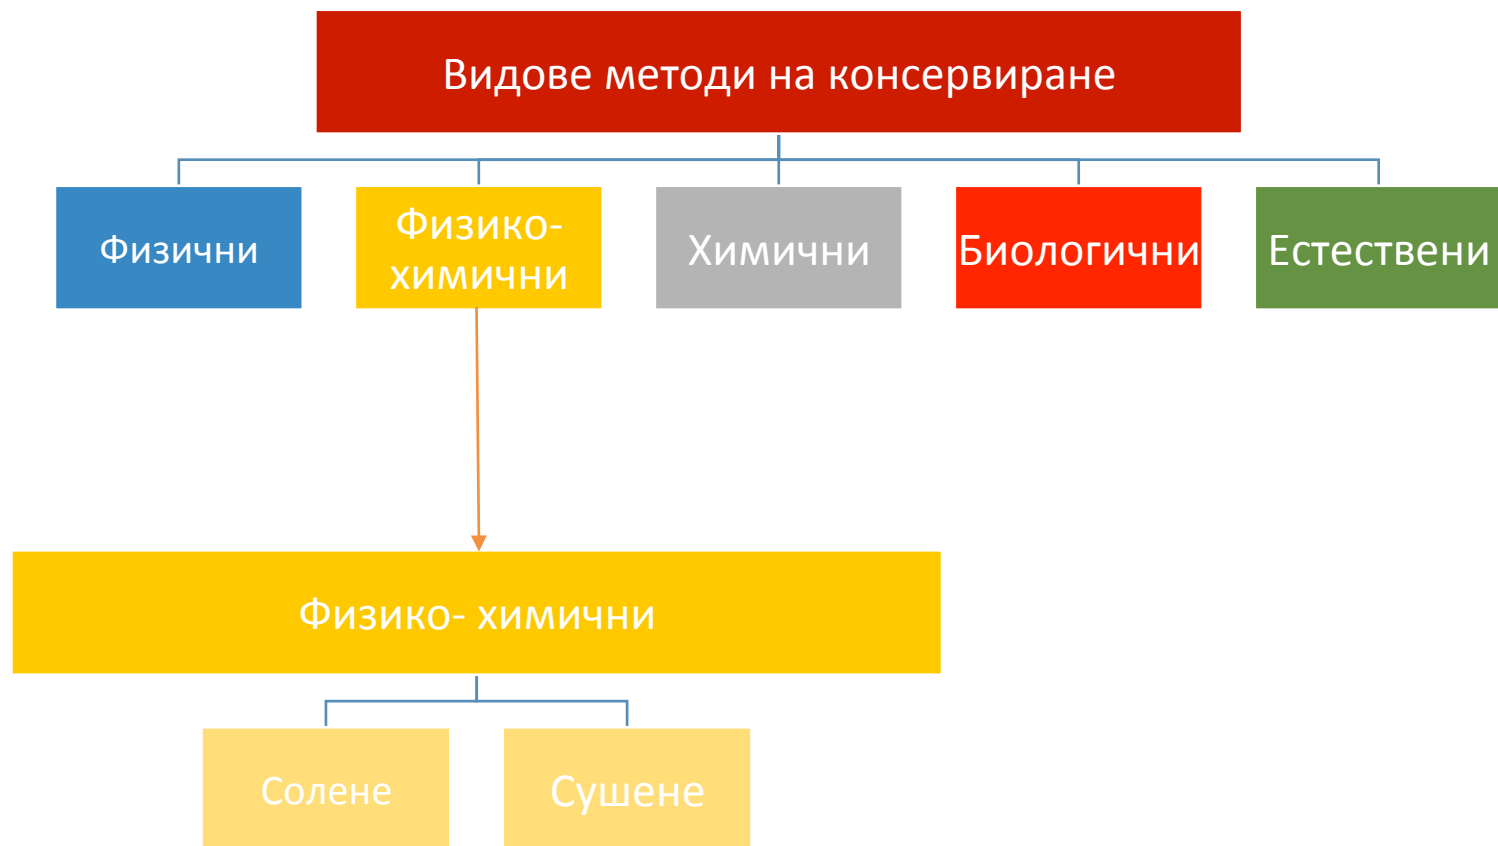 Видове методи на консервиране
Физични
Физико-
химични
Химични
Биологични
Естествени
Физико- химични
Солене
Сушене